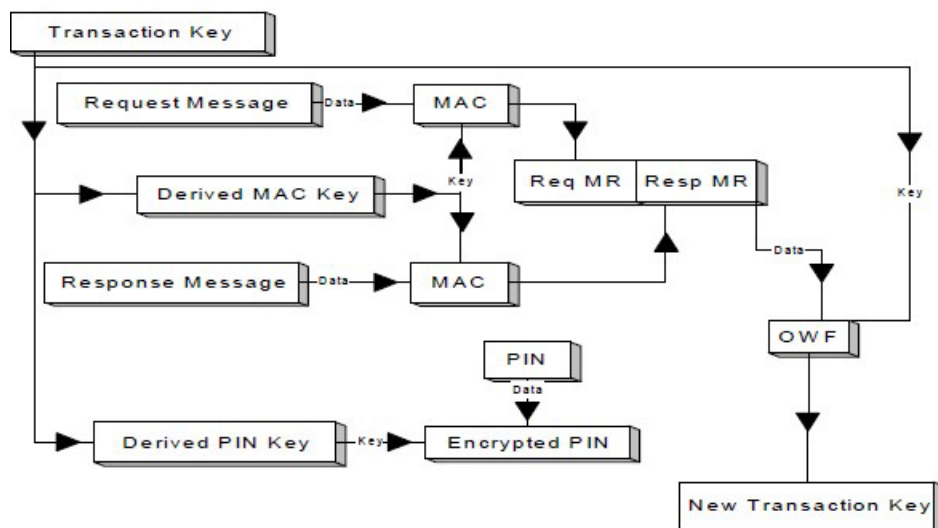 Transaction Key
Request Message
Data
MAC
Key
Key
Derived MAC Key
Req MR
Resp MR
Data
Response Message
Data
MAC
OWF
PIN
Data
Derived PIN Key
Key
Encrypted PIN
New Transaction Key